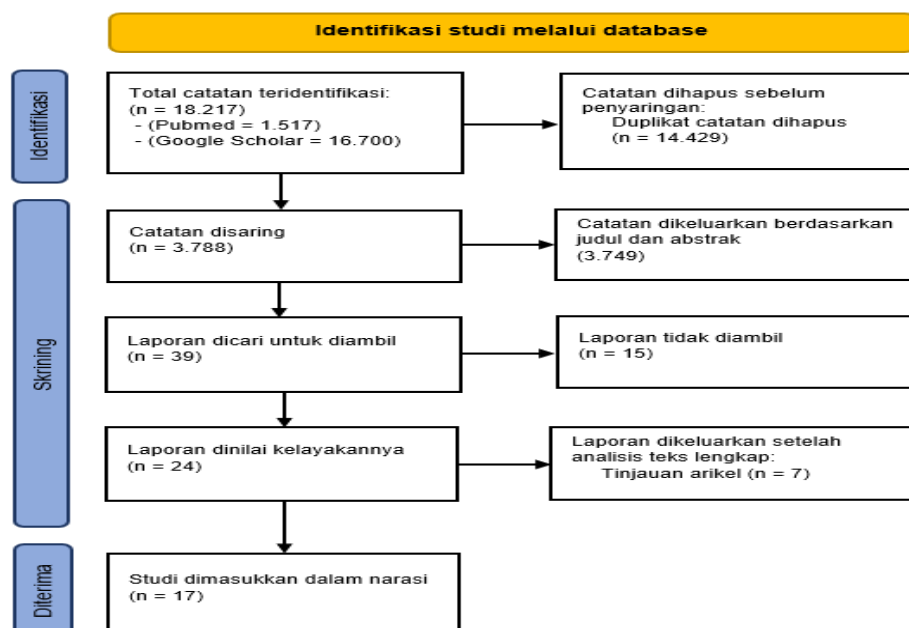 Identifikasi studi melalui database
Identifikasi
Total catatan teridentifikasi:
(n = 18.217)
- (Pubmed = 1.517)
- (Google Scholar = 16.700)
Catatan dihapus sebelum
penyaringan:
Duplikat catatan dihapus
(n = 14.429)
Skrining
Catatan disaring
(n = 3.788)
Catatan dikeluarkan berdasarkan
judul dan abstrak
(3.749)
Laporan dicari untuk diambil
(n = 39)
Laporan tidak diambil
(n = 15)
Laporan dinilai kelayakannya
(n = 24)
Laporan dikeluarkan setelah
analisis teks lengkap:
Tinjauan arikel (n = 7)
Diterima
Studi dimasukkan dalam narasi
(n = 17)